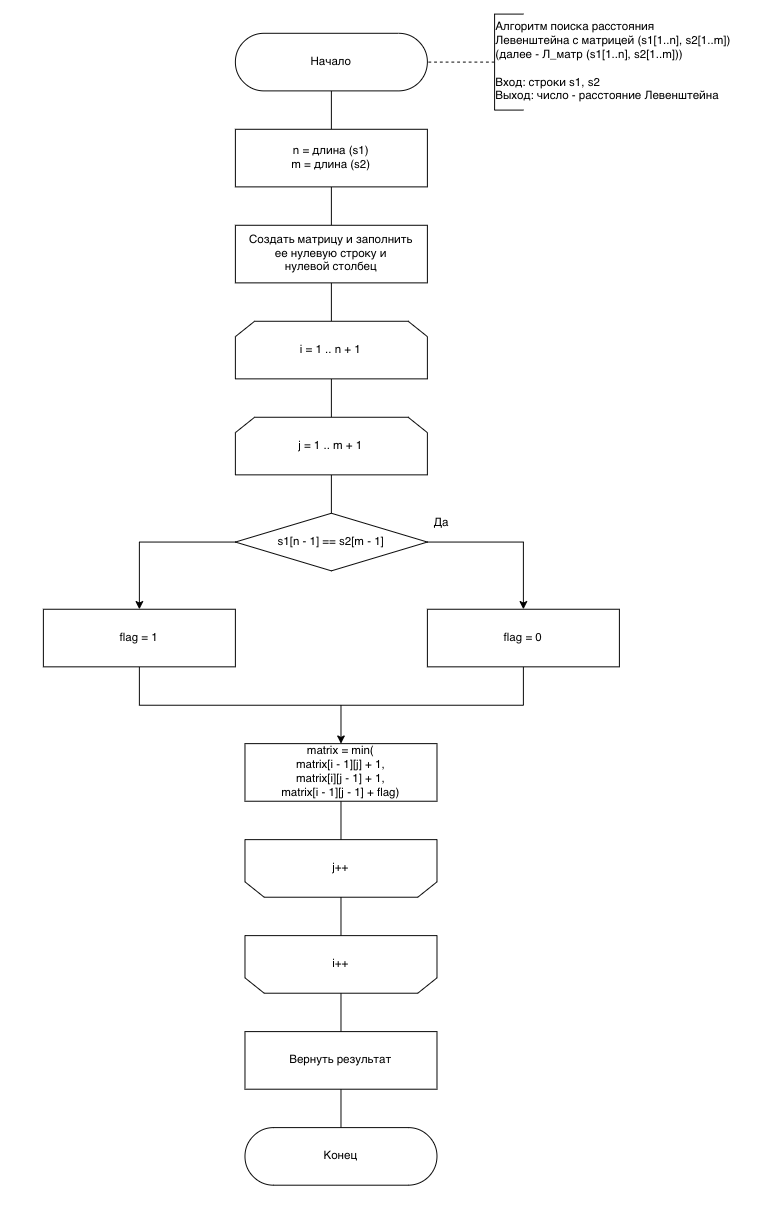 Начало
Алгоритм поиска расстояния
Левенштейна с матрицей (s1[1..n], s2[1..m])
(далее - Л_матр (s1[1..n], s2[1..m]))
Вход: строки s1, s2
Выход: число - расстояние Левенштейна
n = длина (s1)
m = длина (s2)
Создать матрицу и заполнить
ее нулевую строку и
нулевой столбец
i = 1 .. n + 1
j = 1 .. m + 1
Да
s1[n - 1] == s2[m - 1]
flag = 1
flag = 0
matrix = min(
matrix[i - 1][j] + 1,
matrix[i][j - 1] + 1,
matrix[i - 1][j - 1] + flag)
j++
i++
Вернуть результат
Конец